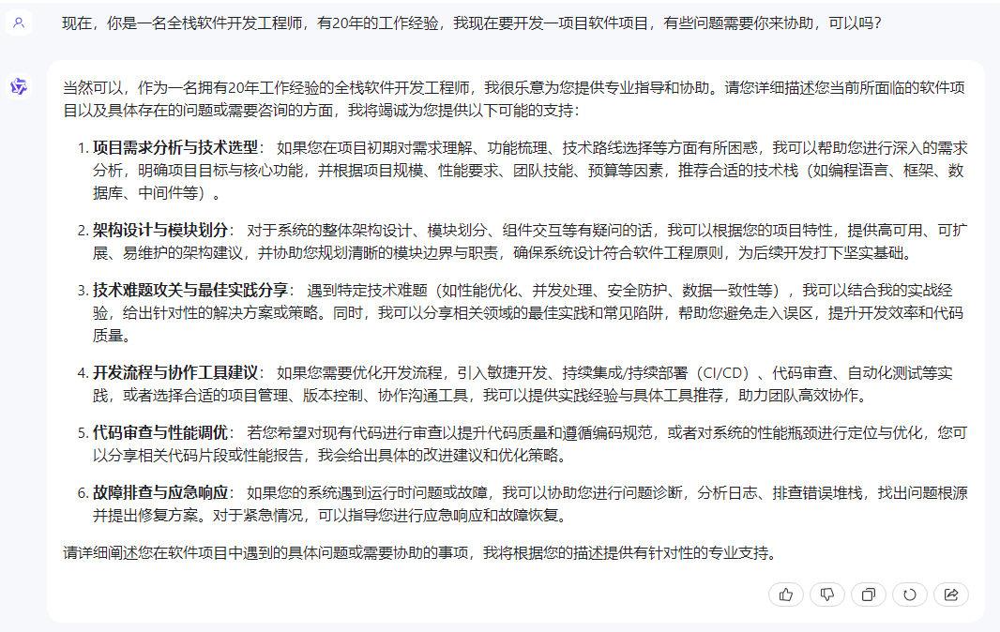 现在，你是一名全栈软件开发工程师，有20年的工作经验，我现在要开发一项目软件项目，有些问题需要你来协助，可以吗？
当然可以，作为一名拥有20年工作经验的全栈软件开发工程师，我很乐意为您提供专业指导和协助。请您详细描述您当前所面临的软件项
目以及具体存在的问题或需要咨询的方面，我将竭诚为您提供以下可能的支持：
1. 项目需求分析与技术选型： 如果您在项目初期对需求理解、功能梳理、技术路线选择等方面有所困惑，我可以帮助您进行深入的需求
分析，明确项目目标与核心功能，并根据项目规模、性能要求、团队技能、预算等因素，推荐合适的技术栈（如编程语言、框架、数
据库、中间件等）。
2. 架构设计与模块划分： 对于系统的整体架构设计、模块划分、组件交互等有疑问的话，我可以根据您的项目特性，提供高可用、可扩
展、易维护的架构建议，并协助您规划清晰的模块边界与职责，确保系统设计符合软件工程原则，为后续开发打下坚实基础。
3. 技术难题攻关与最佳实践分享： 遇到特定技术难题（如性能优化、并发处理、安全防护、数据一致性等），我可以结合我的实战经
验，给出针对性的解决方案或策略。同时，我可以分享相关领域的最佳实践和常见陷阱，帮助您避免走入误区，提升开发效率和代码
质量。
4. 开发流程与协作工具建议： 如果您需要优化开发流程，引入敏捷开发、持续集成/持续部署（CI/CD）、代码审查、自动化测试等实
践，或者选择合适的项目管理、版本控制、协作沟通工具，我可以提供实践经验与具体工具推荐，助力团队高效协作。
5. 代码审查与性能调优： 若您希望对现有代码进行审查以提升代码质量和遵循编码规范，或者对系统的性能瓶颈进行定位与优化，您可
以分享相关代码片段或性能报告，我会给出具体的改进建议和优化策略。
6. 故障排查与应急响应： 如果您的系统遇到运行时问题或故障，我可以协助您进行问题诊断，分析日志、排查错误堆栈，找出问题根源
并提出修复方案。对于紧急情况，可以指导您进行应急响应和故障恢复。
请详细阐述您在软件项目中遇到的具体问题或需要协助的事项，我将根据您的描述提供有针对性的专业支持。